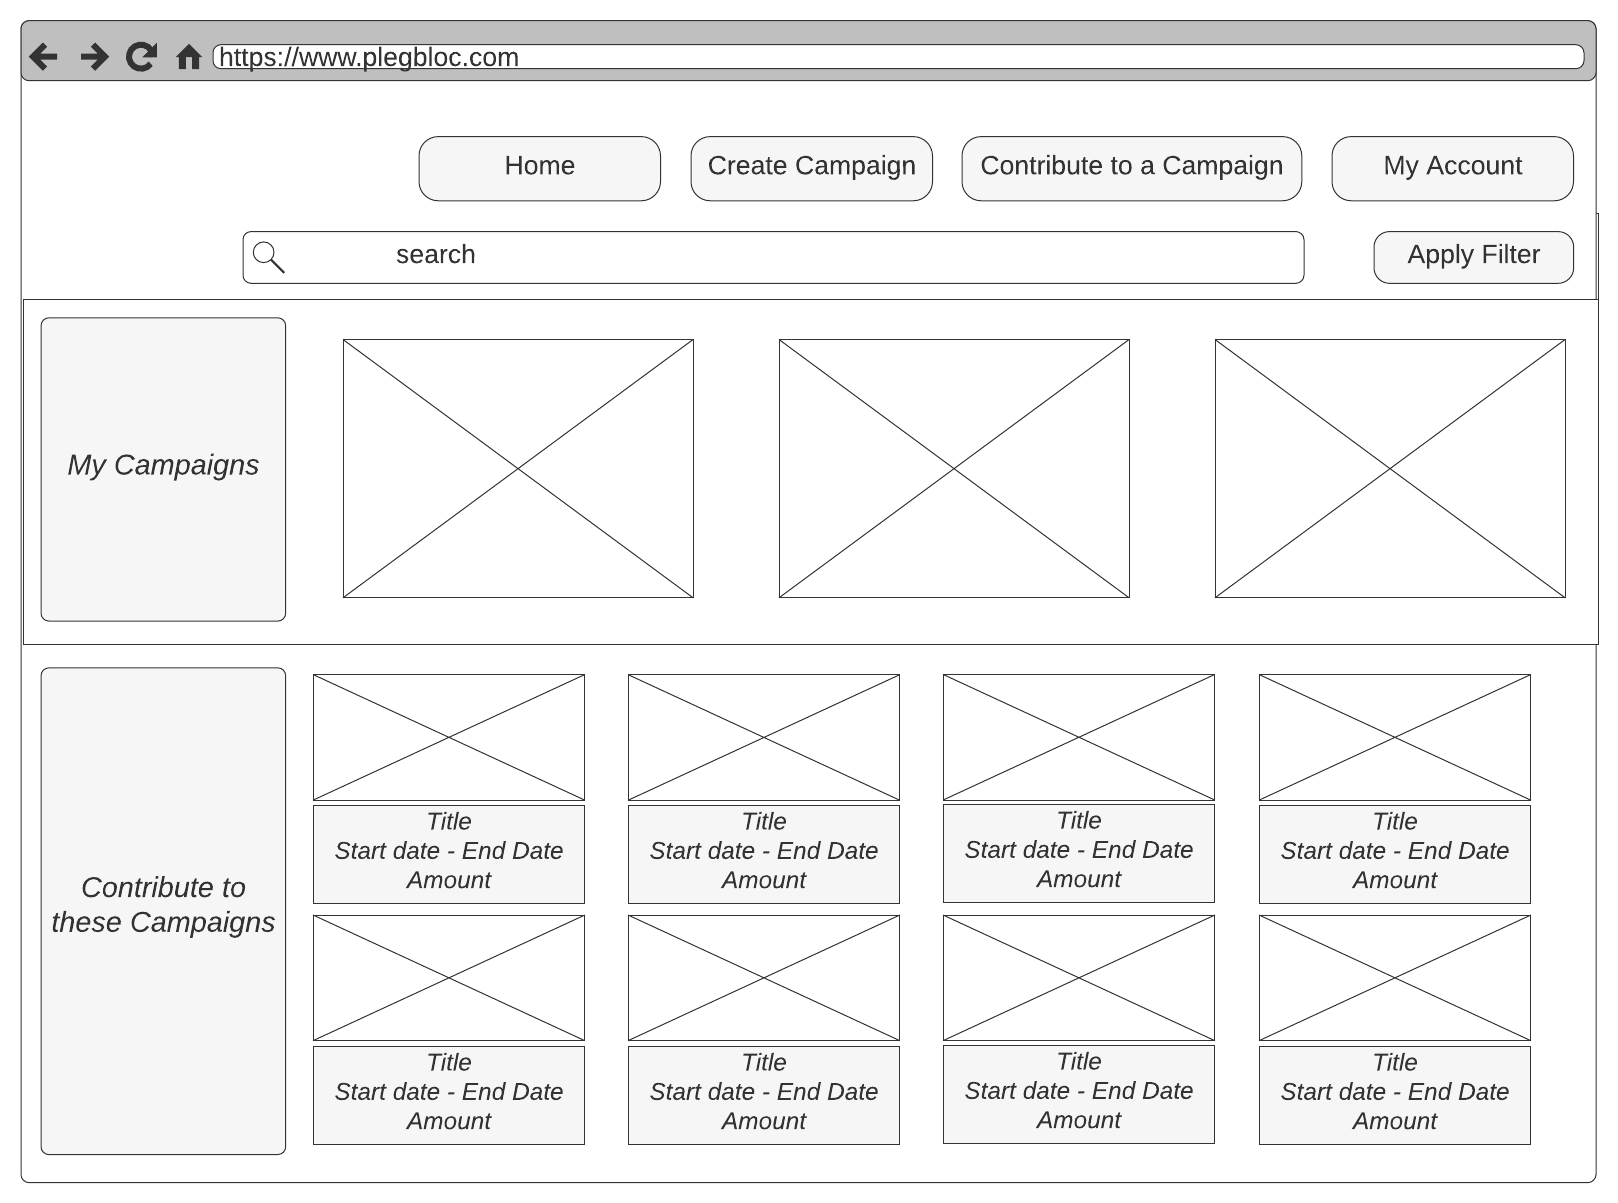 https://www.plegbloc.com
Home
Create Campaign
Contribute to a Campaign
My Account
search
Apply Filter
My Campaigns
Contribute to
these Campaigns
Title
Start date - End Date
Amount
Title
Start date - End Date
Amount
Title
Start date - End Date
Amount
Title
Start date - End Date
Amount
Title
Start date - End Date
Amount
Title
Start date - End Date
Amount
Title
Start date - End Date
Amount
Title
Start date - End Date
Amount